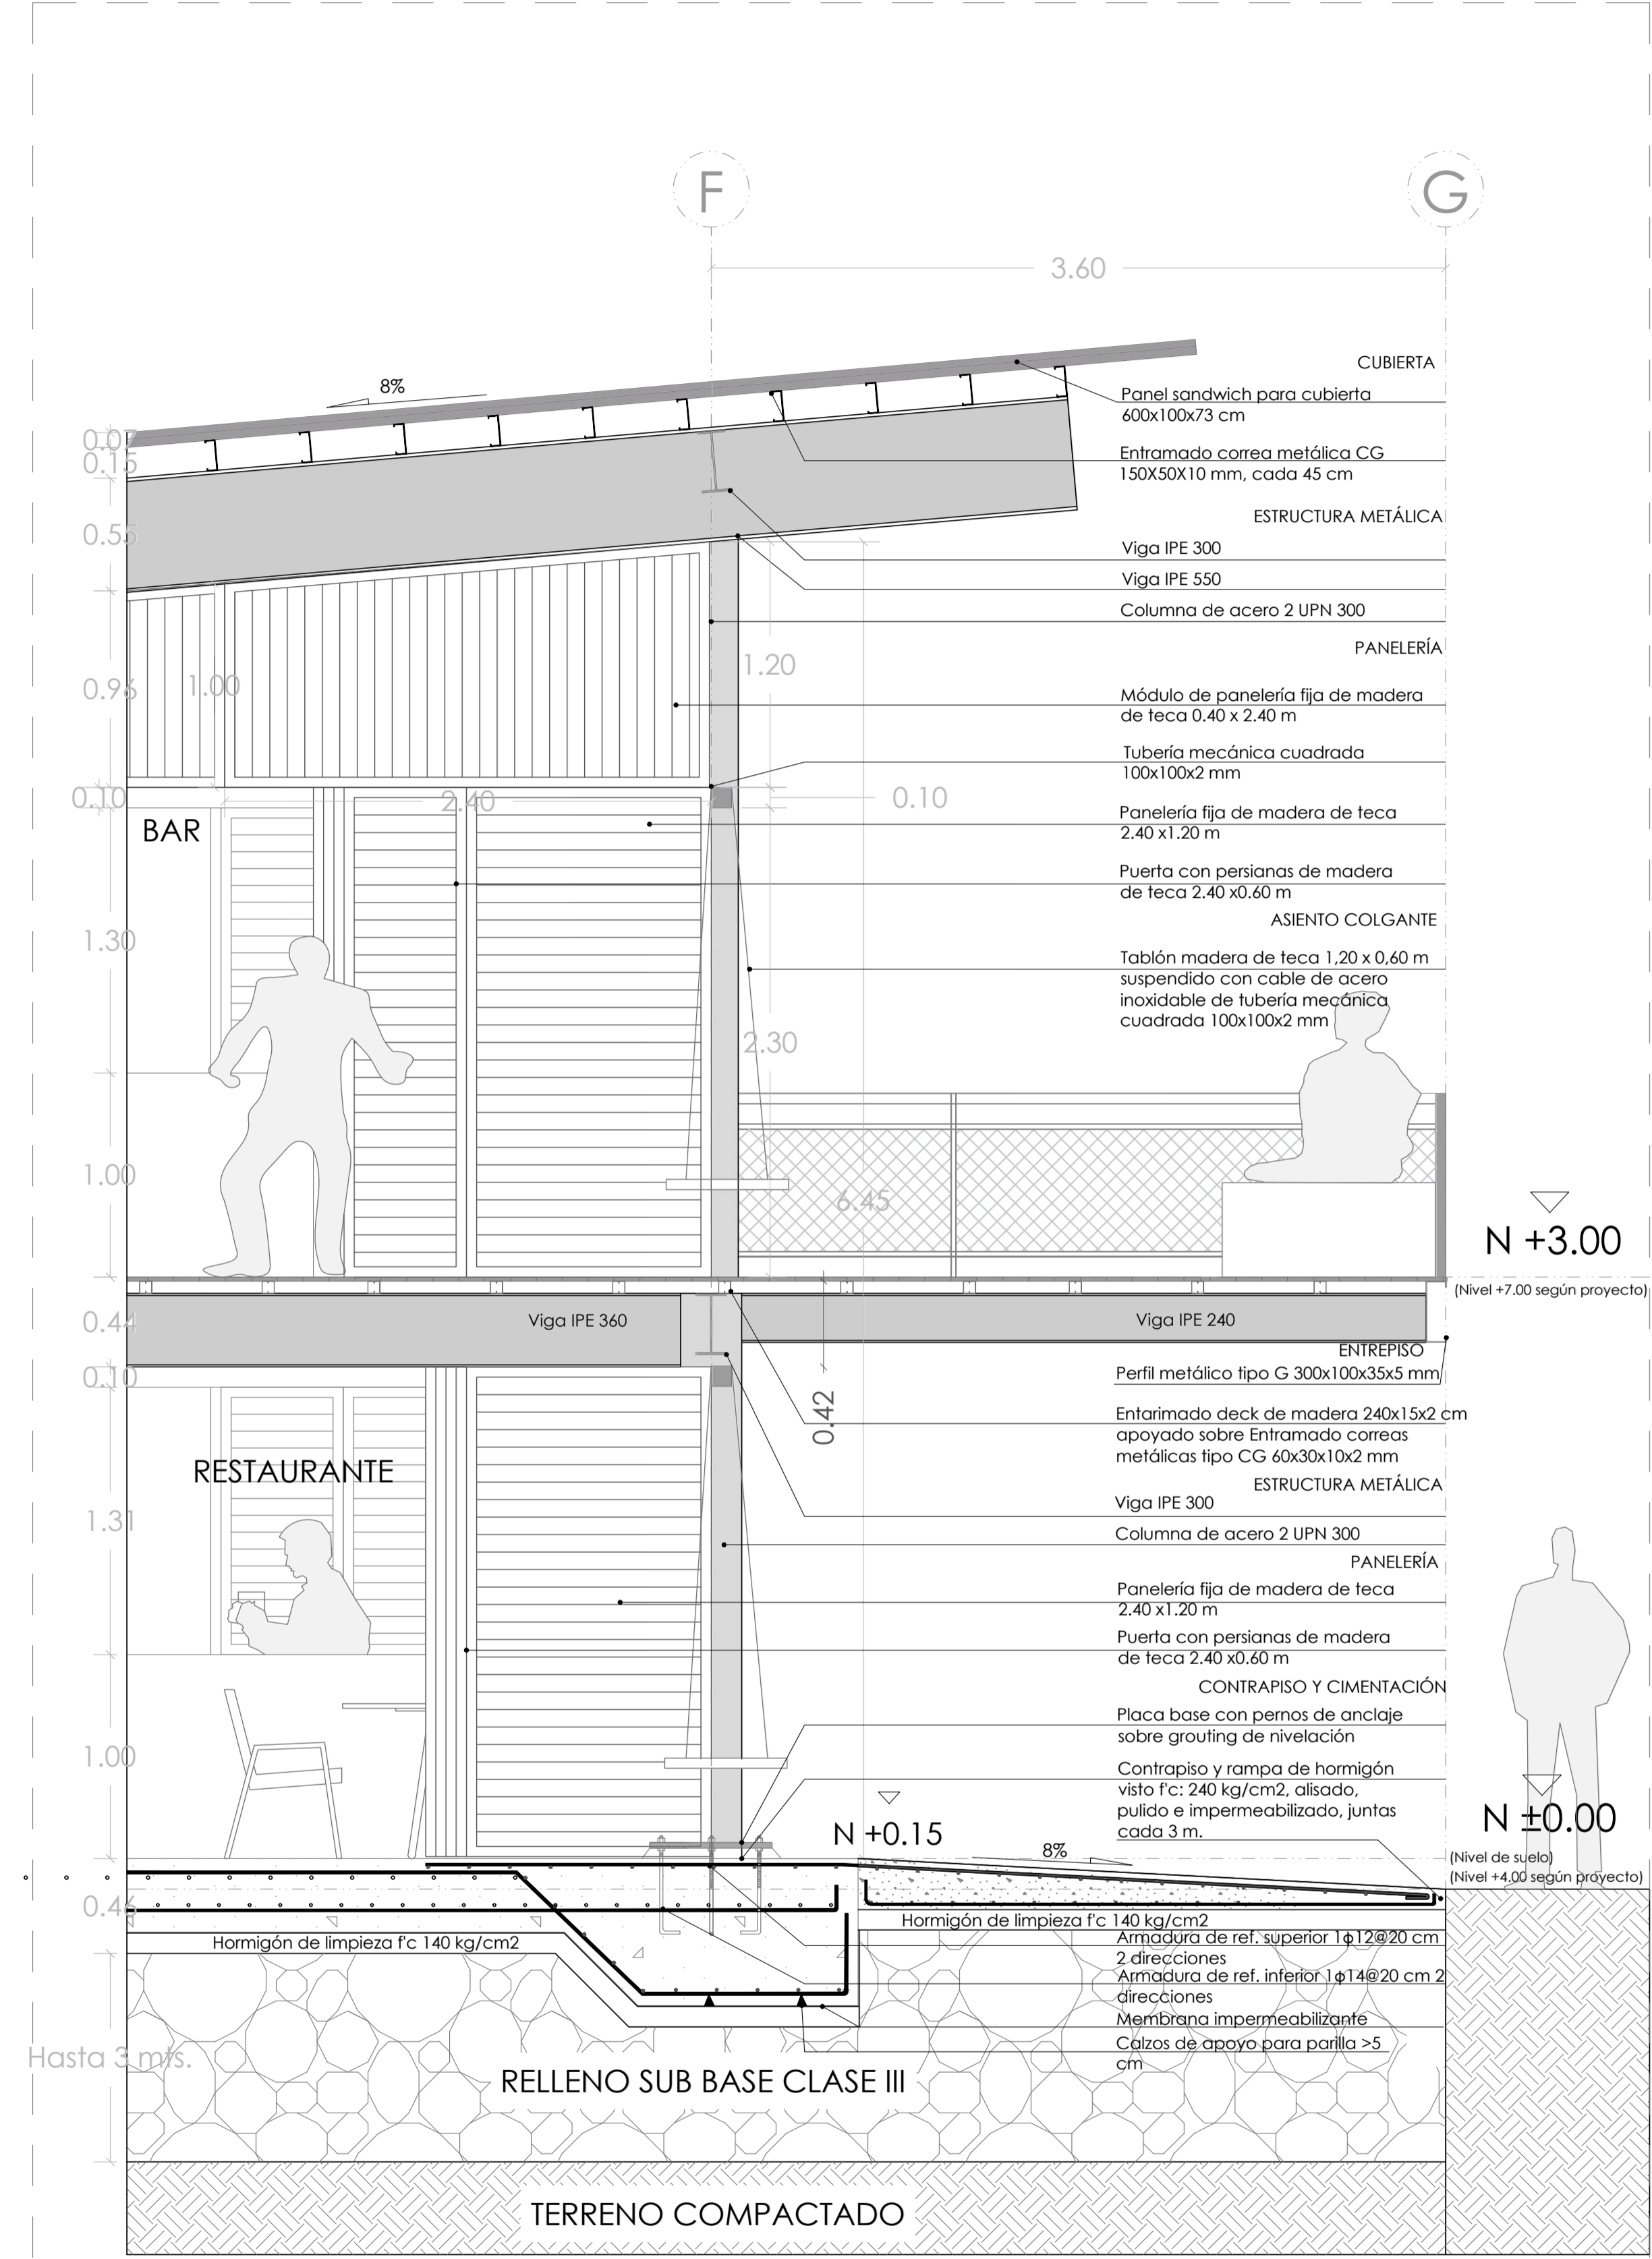 F
G
3.60
CUBIERTA
8%
Panel sandwich para cubierta
600x100x73 cm
0.07
0.15
Entramado correa metálica CG
150X50X10 mm, cada 45 cm
ESTRUCTURA METÁLICA
0.55
Viga IPE 300
Viga IPE 550
Columna de acero 2 UPN 300
PANELERÍA
1.20
0.96
1.00
Módulo de panelería fija de madera
de teca 0.40 x 2.40 m
Tubería mecánica cuadrada
100x100x2 mm
0.10
2.40
0.10
BAR
Panelería fija de madera de teca
2.40 x1.20 m
Puerta con persianas de madera
de teca 2.40 x0.60 m
ASIENTO COLGANTE
1.30
Tablón madera de teca 1,20 x 0,60 m
suspendido con cable de acero
inoxidable de tubería mecánica
cuadrada 100x100x2 mm
2.30
1.00
6.45
N +3.00
(Nivel +7.00 según proyecto)
0.44
Viga IPE 360
Viga IPE 240
ENTREPISO
0.10
Perfil metálico tipo G 300x100x35x5 mm
0.42
Entarimado deck de madera 240x15x2 cm
apoyado sobre Entramado correas
metálicas tipo CG 60x30x10x2 mm
RESTAURANTE
ESTRUCTURA METÁLICA
Viga IPE 300
1.31
Columna de acero 2 UPN 300
PANELERÍA
Panelería fija de madera de teca
2.40 x1.20 m
Puerta con persianas de madera
de teca 2.40 x0.60 m
CONTRAPISO Y CIMENTACIÓN
Placa base con pernos de anclaje
sobre grouting de nivelación
1.00
Contrapiso y rampa de hormigón
visto f'c: 240 kg/cm2, alisado,
pulido e impermeabilizado, juntas
cada 3 m.
N +0.15
N ±0.00
8%
(Nivel de suelo)
(Nivel +4.00 según proyecto)
0.46
Hormigón de limpieza f'c 140 kg/cm2
Hormigón de limpieza f'c 140 kg/cm2
Armadura de ref. superior 1ϕ12@20 cm
2 direcciones
Armadura de ref. inferior 1ϕ14@20 cm 2
direcciones
Membrana impermeabilizante
Calzos de apoyo para parilla >5
cm
Hasta 3 mts.
RELLENO SUB BASE CLASE III
TERRENO COMPACTADO